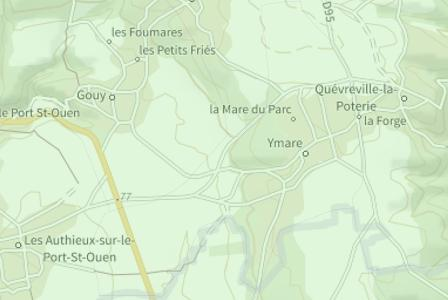 D95
les Foumares
les Petits Friés
Gouy
Quévreville-la-
Poterie
le Port St-Ouen
la Mare du Parc
la Forge
Ymare
77
Les Authieux-sur-le-
Port-St-Ouen